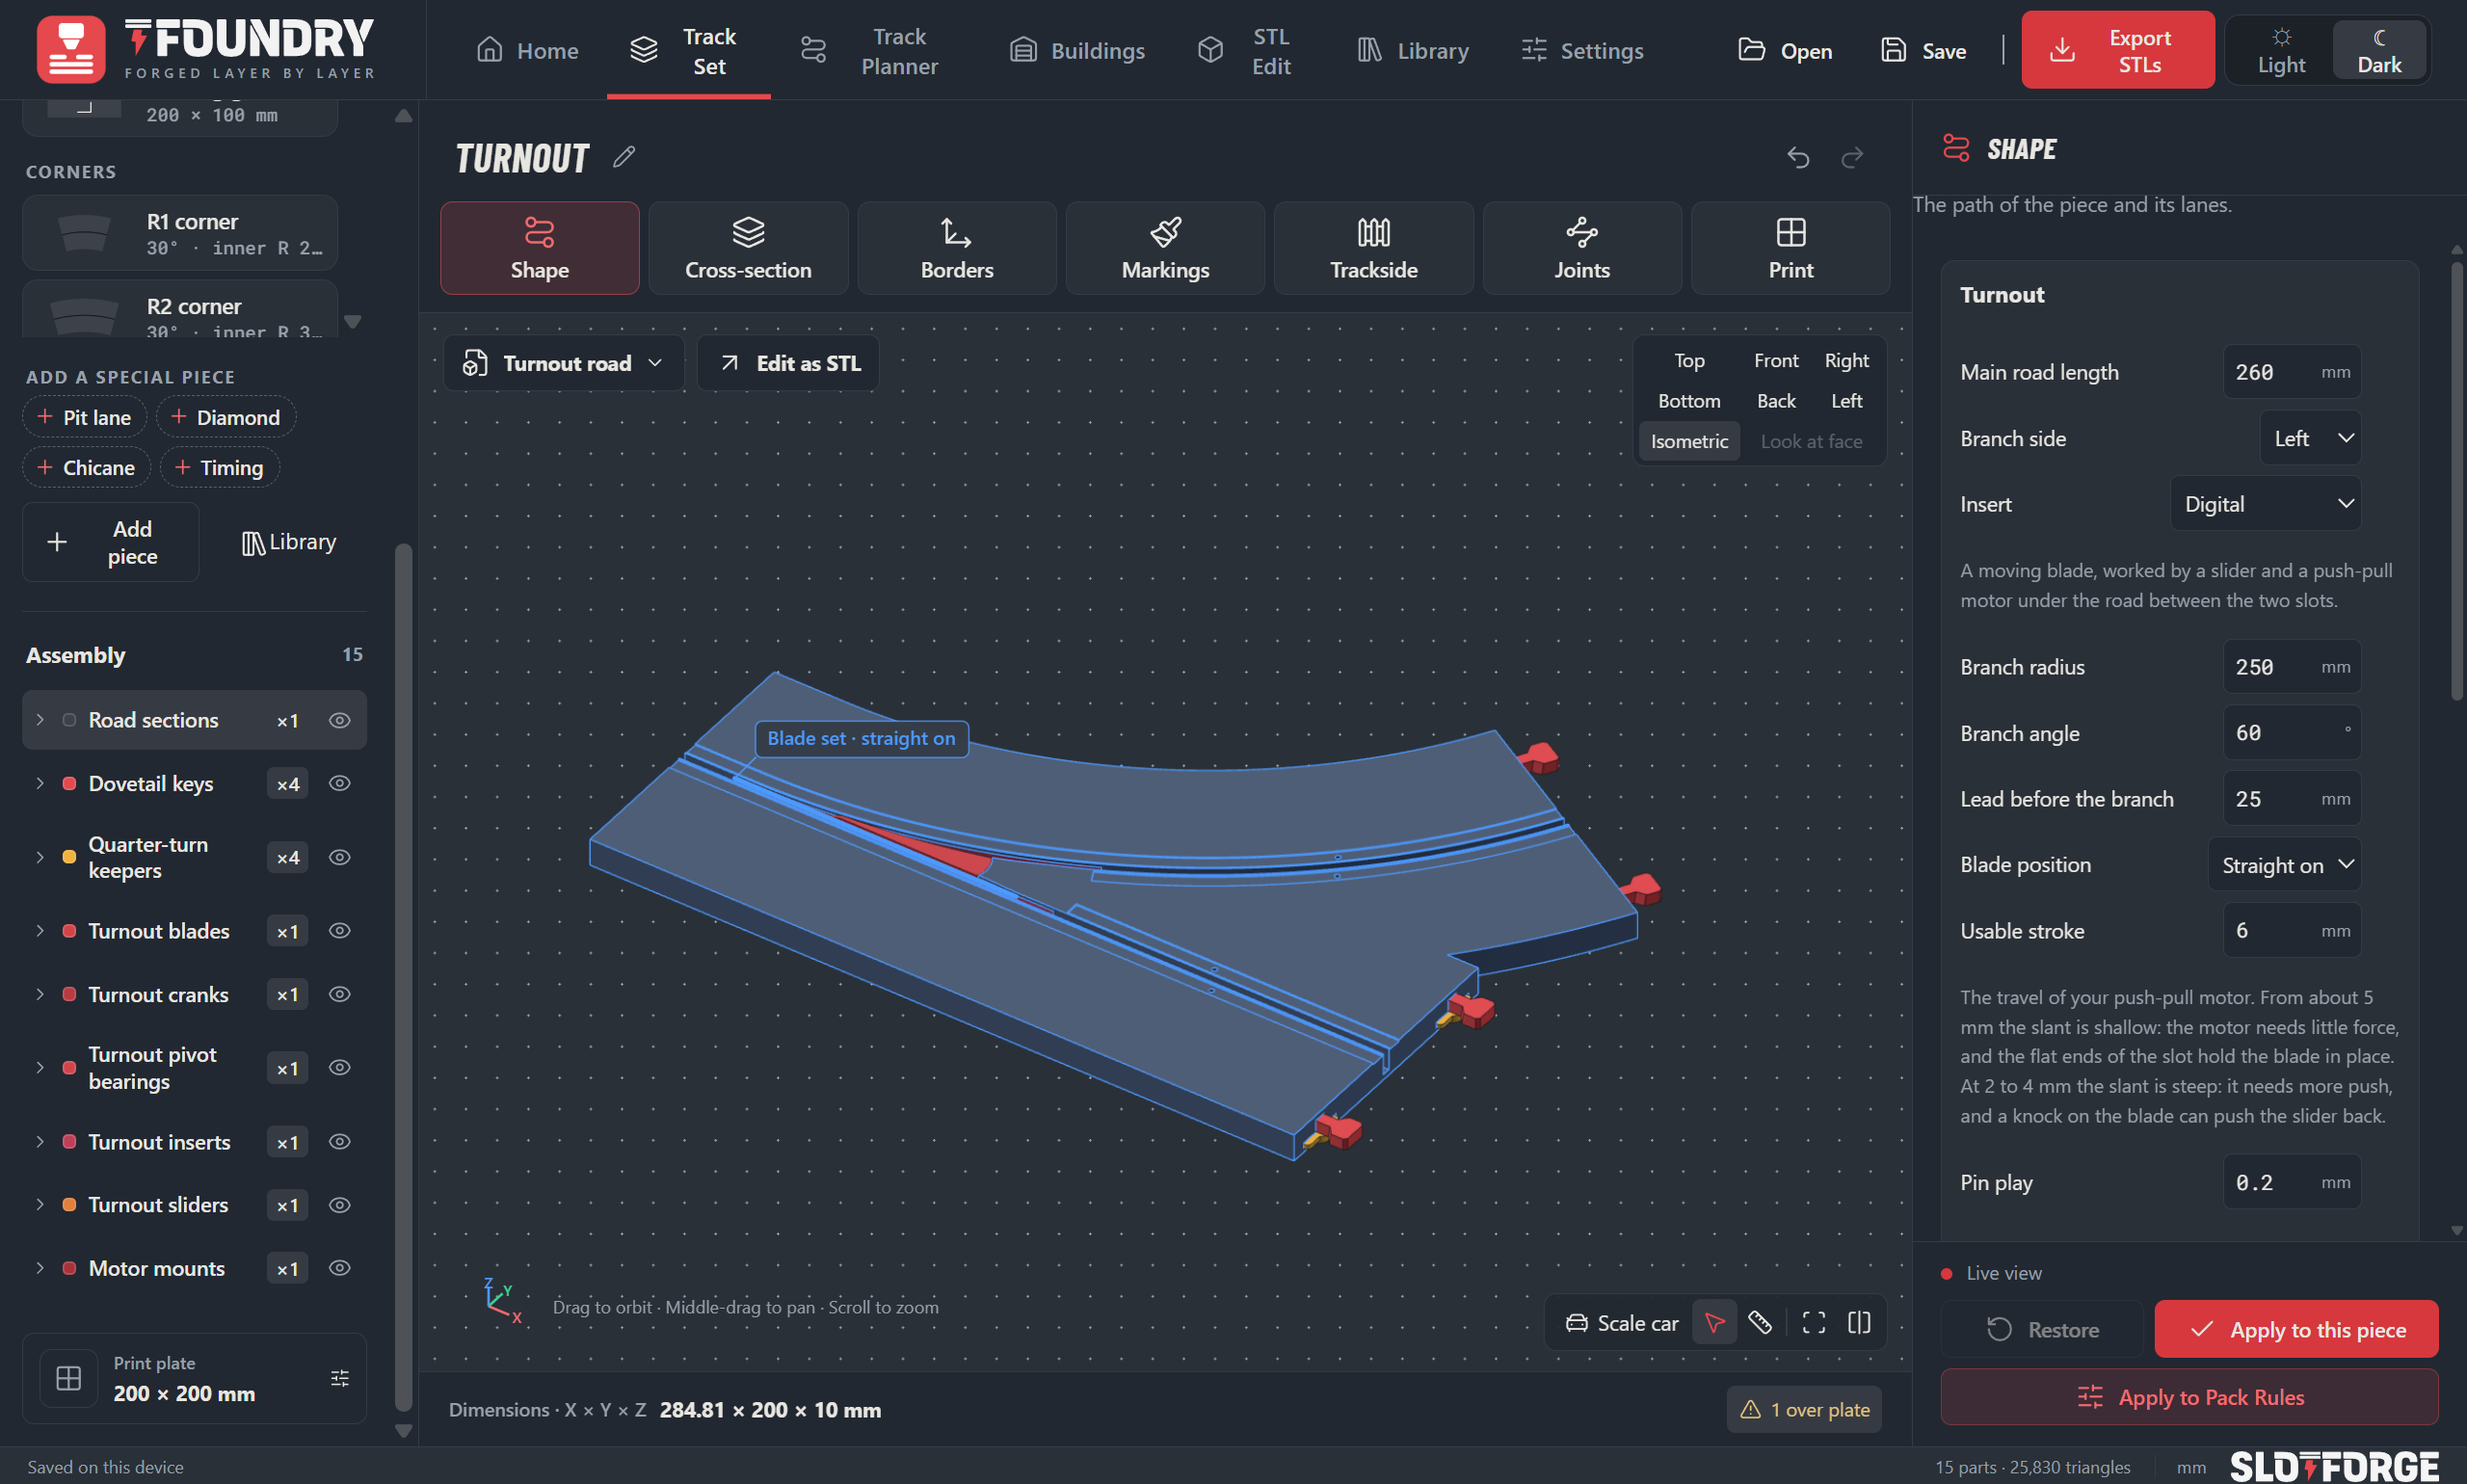 FOUNDRY
FORGED LAYER BY LAYER
Home
Track Set
Track Planner
Buildings
STL Edit
Library
Settings
Open
Save
Export STLs
Light
Dark
200 × 100 mm
CORNERS
R1 corner
30° · inner R 2…
R2 corner
30° · inner R 3…
ADD A SPECIAL PIECE
+ Pit lane
+ Diamond
+ Chicane
+ Timing
Add piece
Library
Assembly 15
Road sections ×1
Dovetail keys ×4
Quarter-turn keepers ×4
Turnout blades ×1
Turnout cranks ×1
Turnout pivot bearings ×1
Turnout inserts ×1
Turnout sliders ×1
Motor mounts ×1
Print plate
200 × 200 mm
Saved on this device
TURNOUT
Shape
Cross-section
Borders
Markings
Trackside
Joints
Print
Turnout road
Edit as STL
Top Front Right
Bottom Back Left
Isometric Look at face
Blade set · straight on
Z Y X
Drag to orbit · Middle-drag to pan · Scroll to zoom
Scale car
Dimensions · X × Y × Z 284.81 × 200 × 10 mm
1 over plate
SHAPE
The path of the piece and its lanes.
Turnout
Main road length 260 mm
Branch side Left
Insert Digital
A moving blade, worked by a slider and a push-pull
motor under the road between the two slots.
Branch radius 250 mm
Branch angle 60 °
Lead before the branch 25 mm
Blade position Straight on
Usable stroke 6 mm
The travel of your push-pull motor. From about 5
mm the slant is shallow: the motor needs little force,
and the flat ends of the slot hold the blade in place.
At 2 to 4 mm the slant is steep: it needs more push,
and a knock on the blade can push the slider back.
Pin play 0.2 mm
Live view
Restore
Apply to this piece
Apply to Pack Rules
15 parts · 25,830 triangles mm
SLOTFORGE